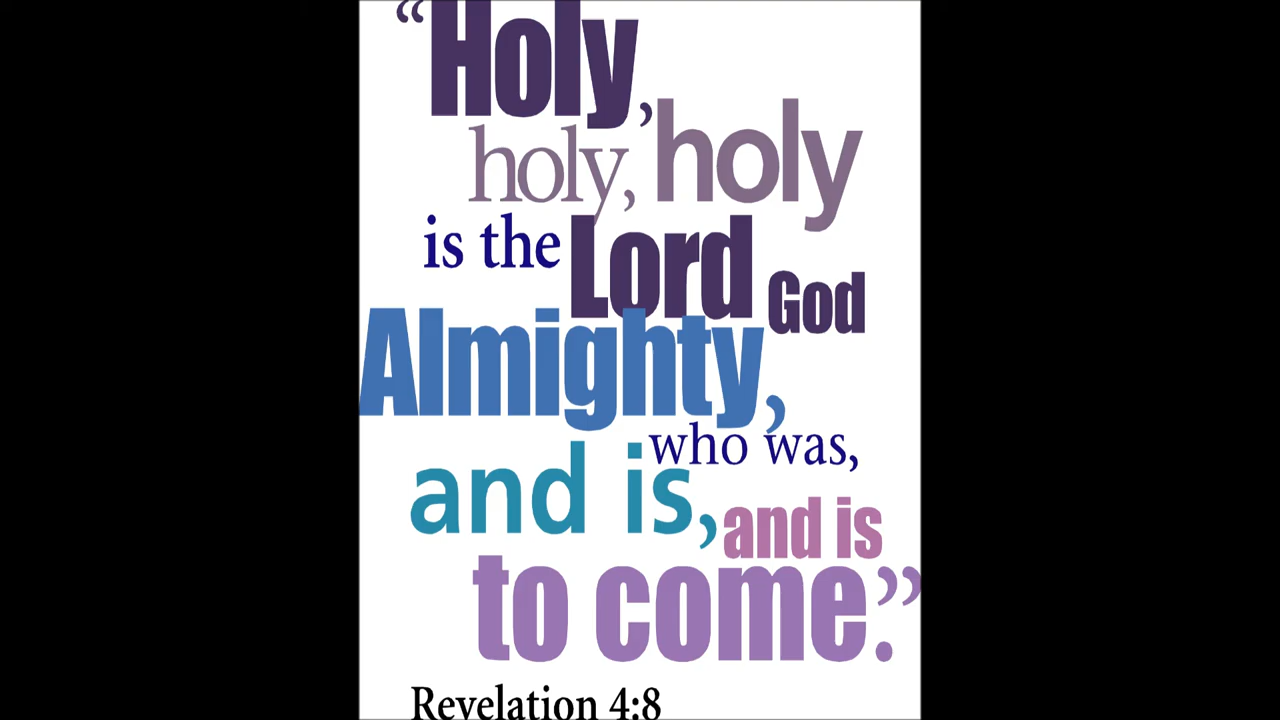 “Holy,
holy, holy
is the Lord God
Almighty,
who was,
and is, and is
to come.”
Revelation 4:8